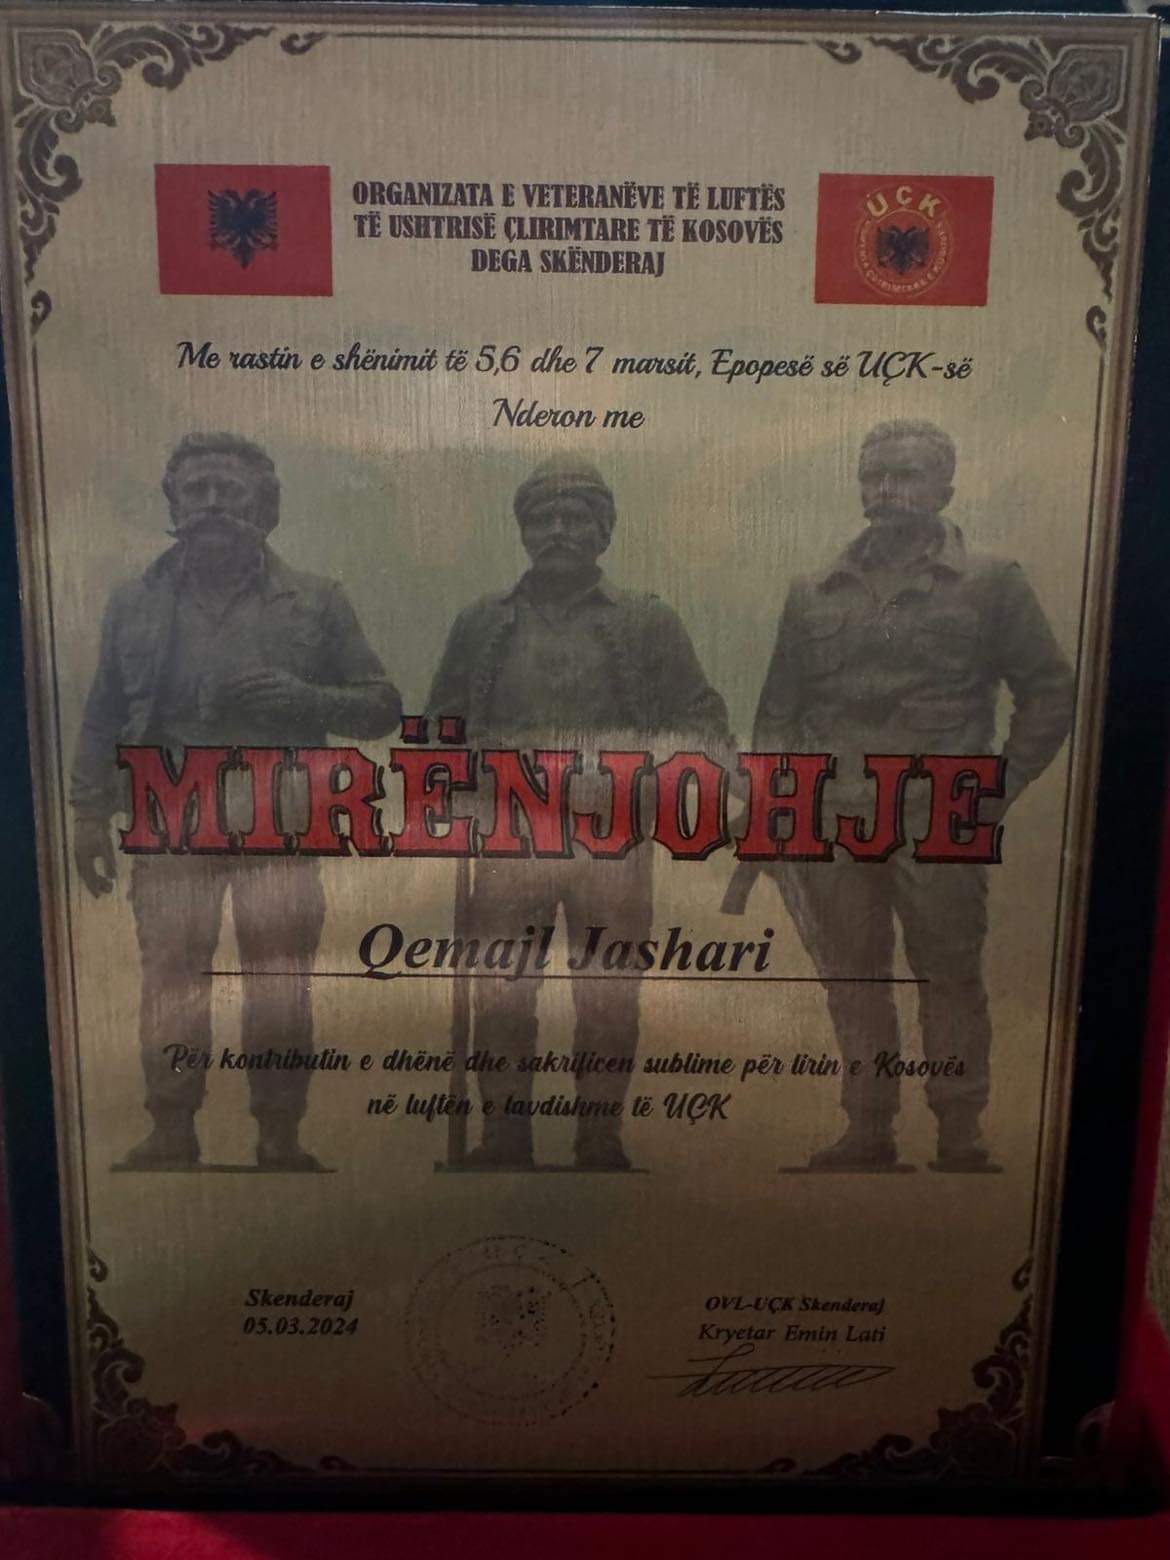 ORGANIZATA E VETERANËVE TË LUFTËS
TË USHTRISË ÇLIRIMTARE TË KOSOVËS
DEGA SKËNDERAJ
UÇK
Me rastin e shënimit të 5,6 dhe 7 marsit, Epopesë së UÇK-së
Nderon me
MIRËNJOHJE
Qemajl Jashari
Për kontributin e dhënë dhe sakrificen sublime për lirin e Kosovës
në luftën e lavdishme të UÇK
Skenderaj
05.03.2024
OVL-UÇK Skenderaj
Kryetar Emin Lati